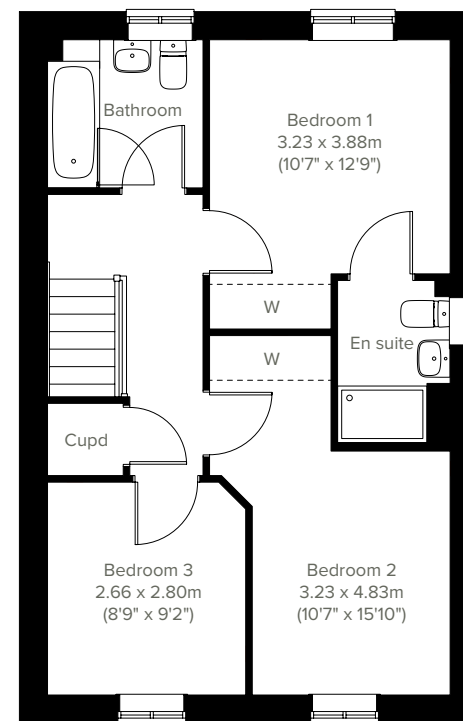 Bathroom
Bedroom 1
3.23 x 3.88m
(10'7" x 12'9")
W
W
En suite
Cupd
Bedroom 3
2.66 x 2.80m
(8'9" x 9'2")
Bedroom 2
3.23 x 4.83m
(10'7" x 15'10")